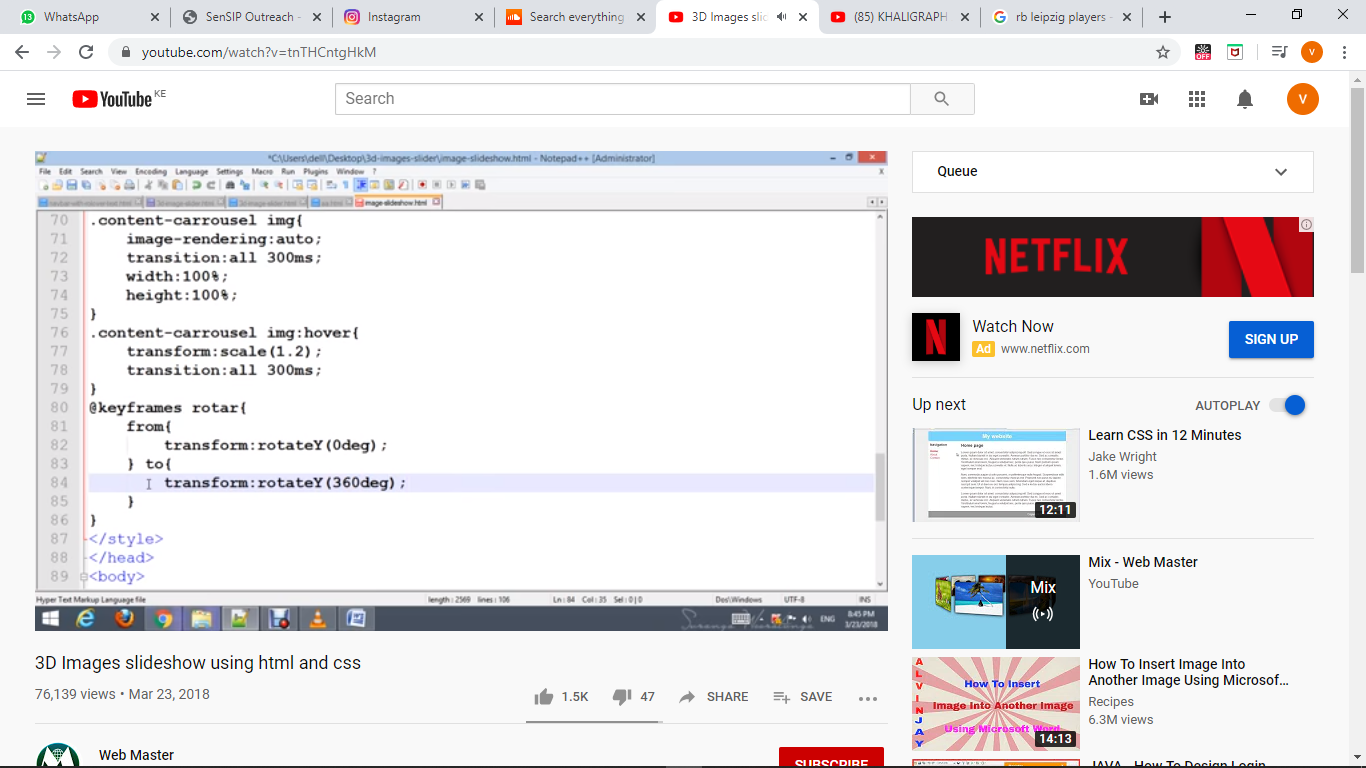 WhatsApp
SenSIP Outreach -
Instagram
Search everything
3D Images slid
(85) KHALIGRAPH
rb leipzig players -
youtube.com/watch?v=tnTHCntgHkM
OFF
V
YouTube KE
Search
V
*C:\Users\dell\Desktop\3d-images-slider\image-slideshow.html - Notepad++ [Administrator]
File Edit Search View Encoding Language Settings Macro Run Plugins Window ?
X
image-slideshow.html
70 .content-carrousel img{
71 image-rendering:auto;
72 transition:all 300ms;
73 width:100%;
74 height:100%;
75 }
76 .content-carrousel img:hover{
77 transform:scale(1.2);
78 transition:all 300ms;
79 }
80 @keyframes rotar{
81 from{
82 transform:rotateY(0deg);
83 } to{
84 transform:rotateY(360deg);
85 }
86 }
87 </style>
88 </head>
89 <body>
Hyper Text Markup Language file
length : 2569 lines : 106
Ln : 84 Col : 35 Sel : 0 | 0
Dos\Windows
UTF-8
INS
ENG
8:45 PM
3/23/2018
3D Images slideshow using html and css
76,139 views • Mar 23, 2018
1.5K
47
SHARE
SAVE
Web Master
SUBSCRIBE
Queue
NETFLIX
N
Watch Now
Ad www.netflix.com
SIGN UP
Up next
AUTOPLAY
My website
Home page
12:11
Learn CSS in 12 Minutes
Jake Wright
1.6M views
Mix
Mix - Web Master
YouTube
ALVINJAY
How To Insert
Image Into Another Image
Using Microsoft Word
14:13
How To Insert Image Into
Another Image Using Microsof...
Recipes
6.3M views
JAVA - How To Design Login